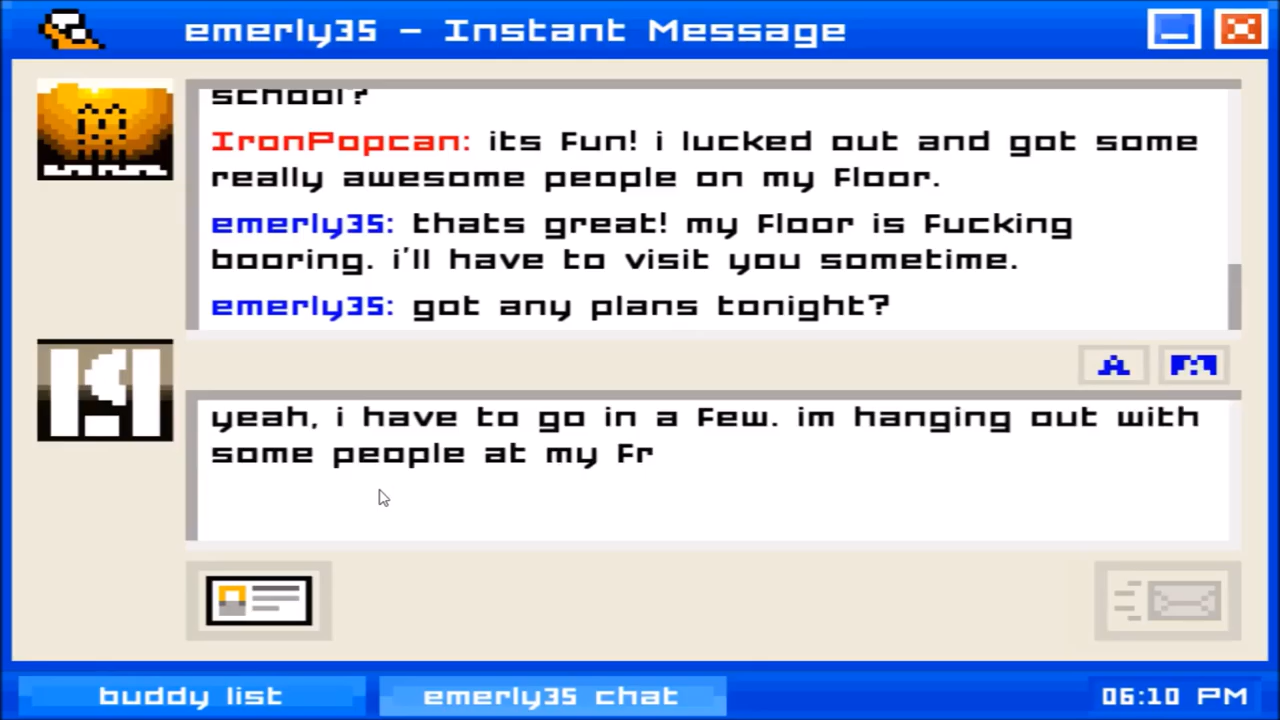 emerly35 - Instant Message
school?
IronPopcan: its Fun! i lucked out and got some
really awesome people on my Floor.
emerly35: thats great! my Floor is Fucking
booring. i'll have to visit you sometime.
emerly35: got any plans tonight?
A
yeah, i have to go in a Few. im hanging out with
some people at my Fr
buddy list
emerly35 chat
06:10 PM